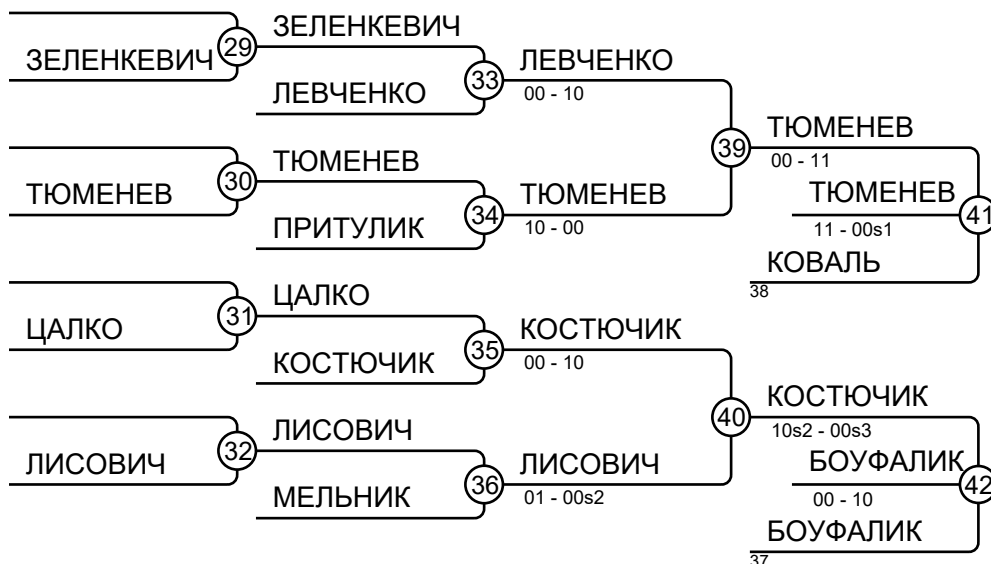 ЗЕЛЕНКЕВИЧ
29
ЗЕЛЕНКЕВИЧ
ЛЕВЧЕНКО
33
ЛЕВЧЕНКО
00 - 10
ТЮМЕНЕВ
30
ТЮМЕНЕВ
ПРИТУЛИК
34
ТЮМЕНЕВ
10 - 00
39
ТЮМЕНЕВ
00 - 11
ТЮМЕНЕВ
11 - 00s1
41
КОВАЛЬ
38
ЦАЛКО
31
ЦАЛКО
КОСТЮЧИК
35
КОСТЮЧИК
00 - 10
ЛИСОВИЧ
32
ЛИСОВИЧ
МЕЛЬНИК
36
ЛИСОВИЧ
01 - 00s2
40
КОСТЮЧИК
10s2 - 00s3
БОУФАЛИК
00 - 10
42
БОУФАЛИК
37